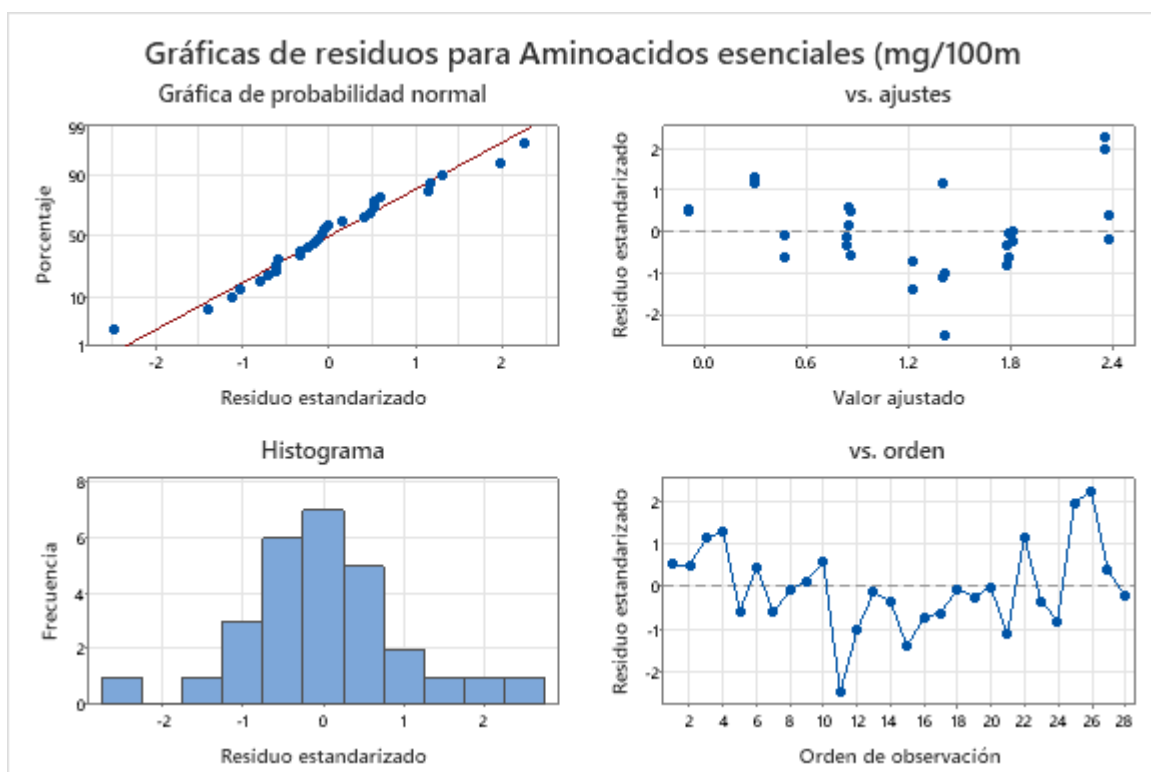 Gráficas de residuos para Aminoacidos esenciales (mg/100m
Gráfica de probabilidad normal
99
90
50
10
1
Porcentaje
-2 -1 0 1 2
Residuo estandarizado
vs. ajustes
2
1
0
-1
-2
Residuo estandarizado
0.0 0.6 1.2 1.8 2.4
Valor ajustado
Histograma
8
6
4
2
0
Frecuencia
-2 -1 0 1 2
Residuo estandarizado
vs. orden
2
1
0
-1
-2
Residuo estandarizado
2 4 6 8 10 12 14 16 18 20 22 24 26 28
Orden de observación